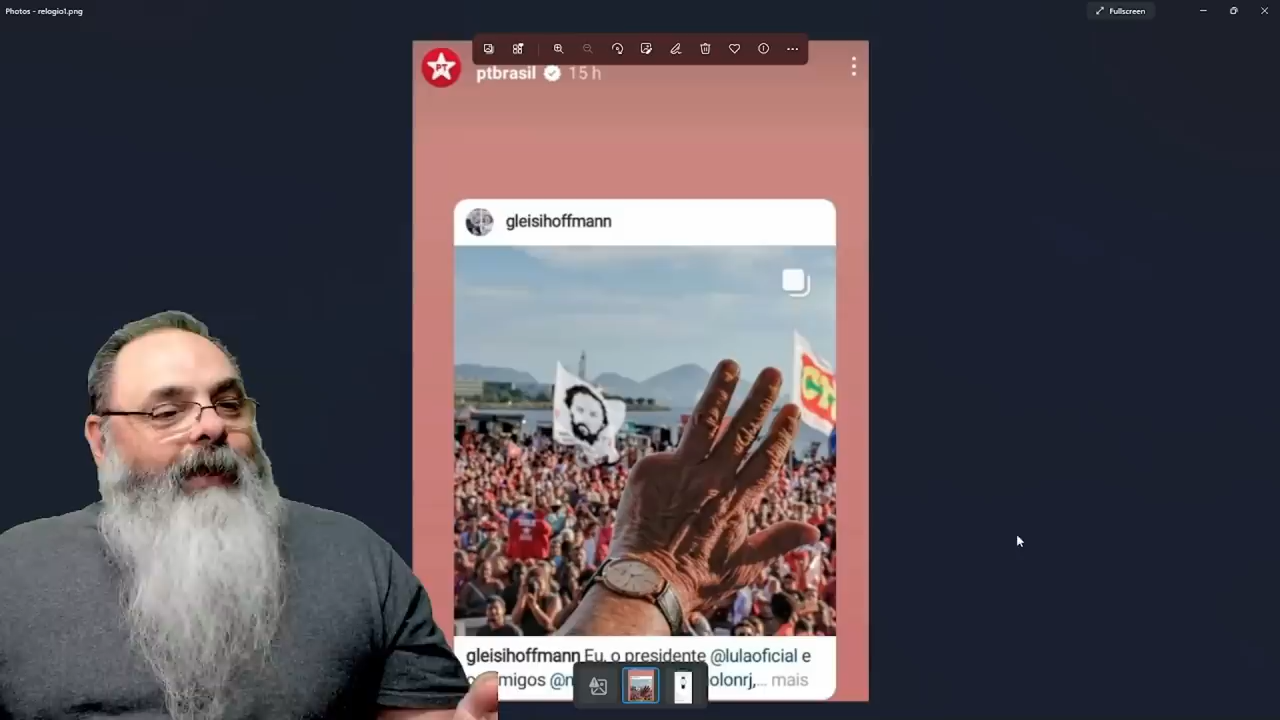 Photos - relogio1.png
Fullscreen
PT
ptbrasil 15 h
gleisihoffmann
gleisihoffmann Eu, o presidente @lulaoficial e
migos olonrj,... mais